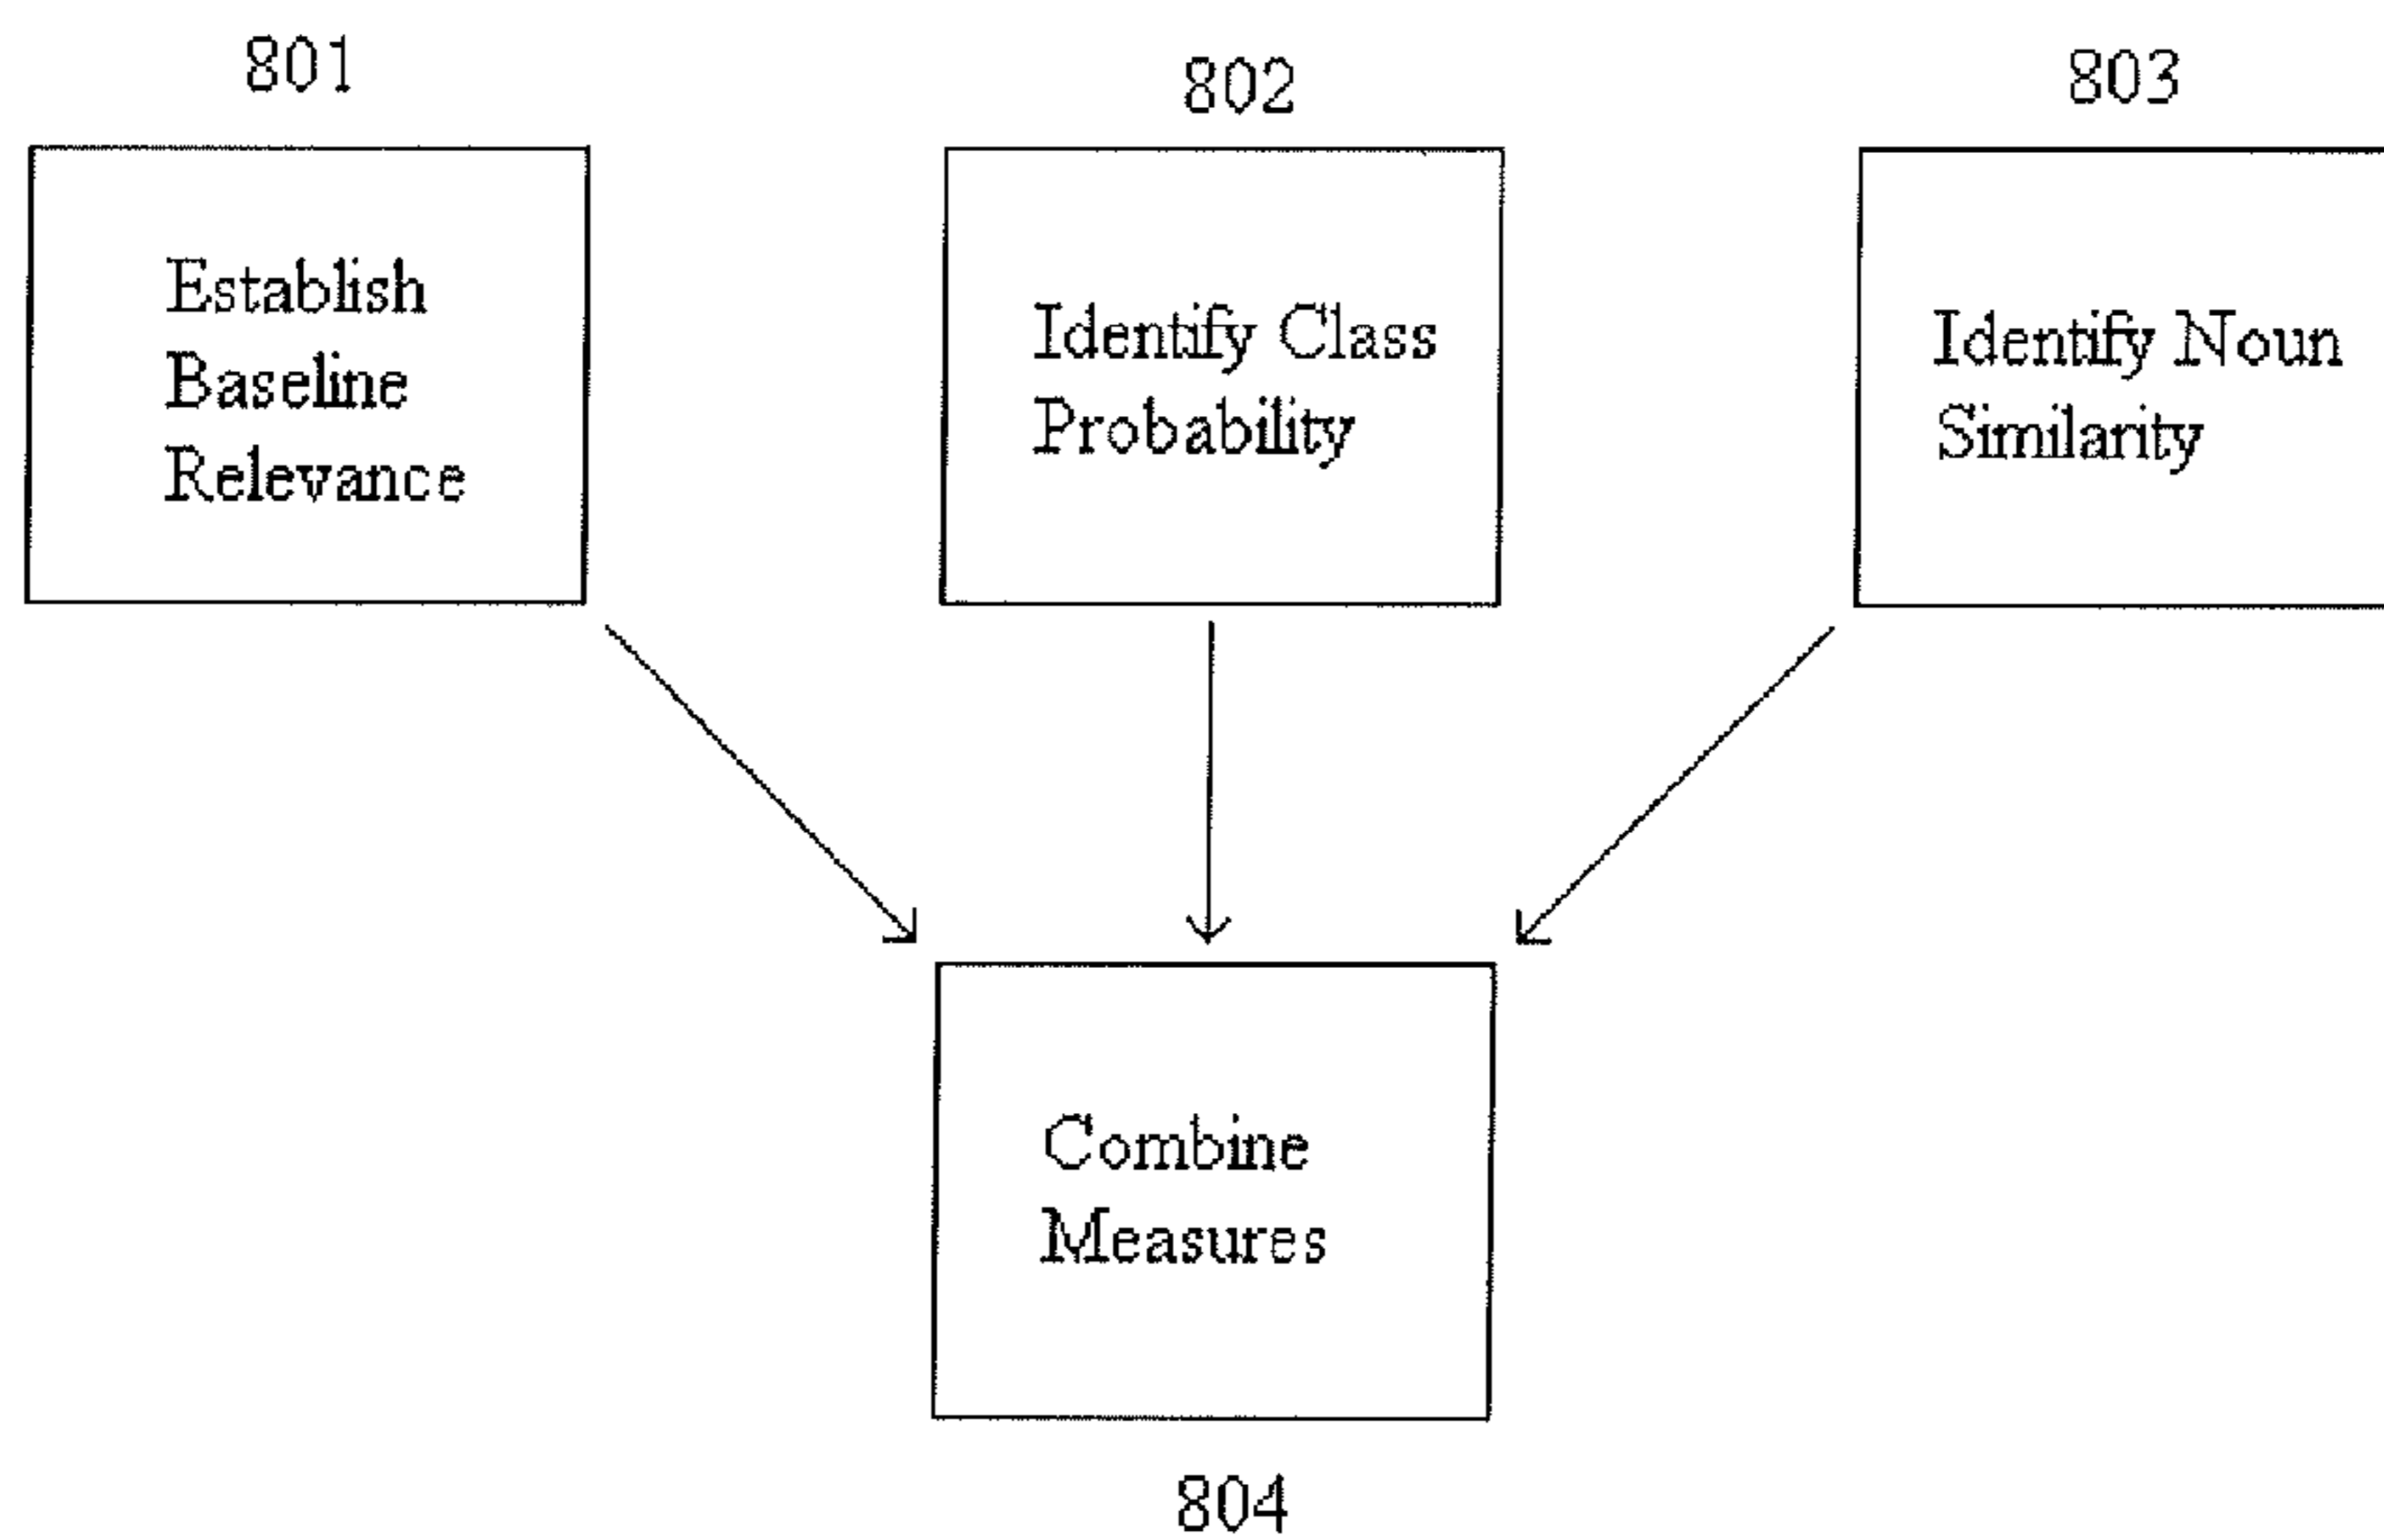 801
802
803
Establish
Baseline
Relevance
Identify Class
Probability
Identify Noun
Similarity
Combine
Measures
804